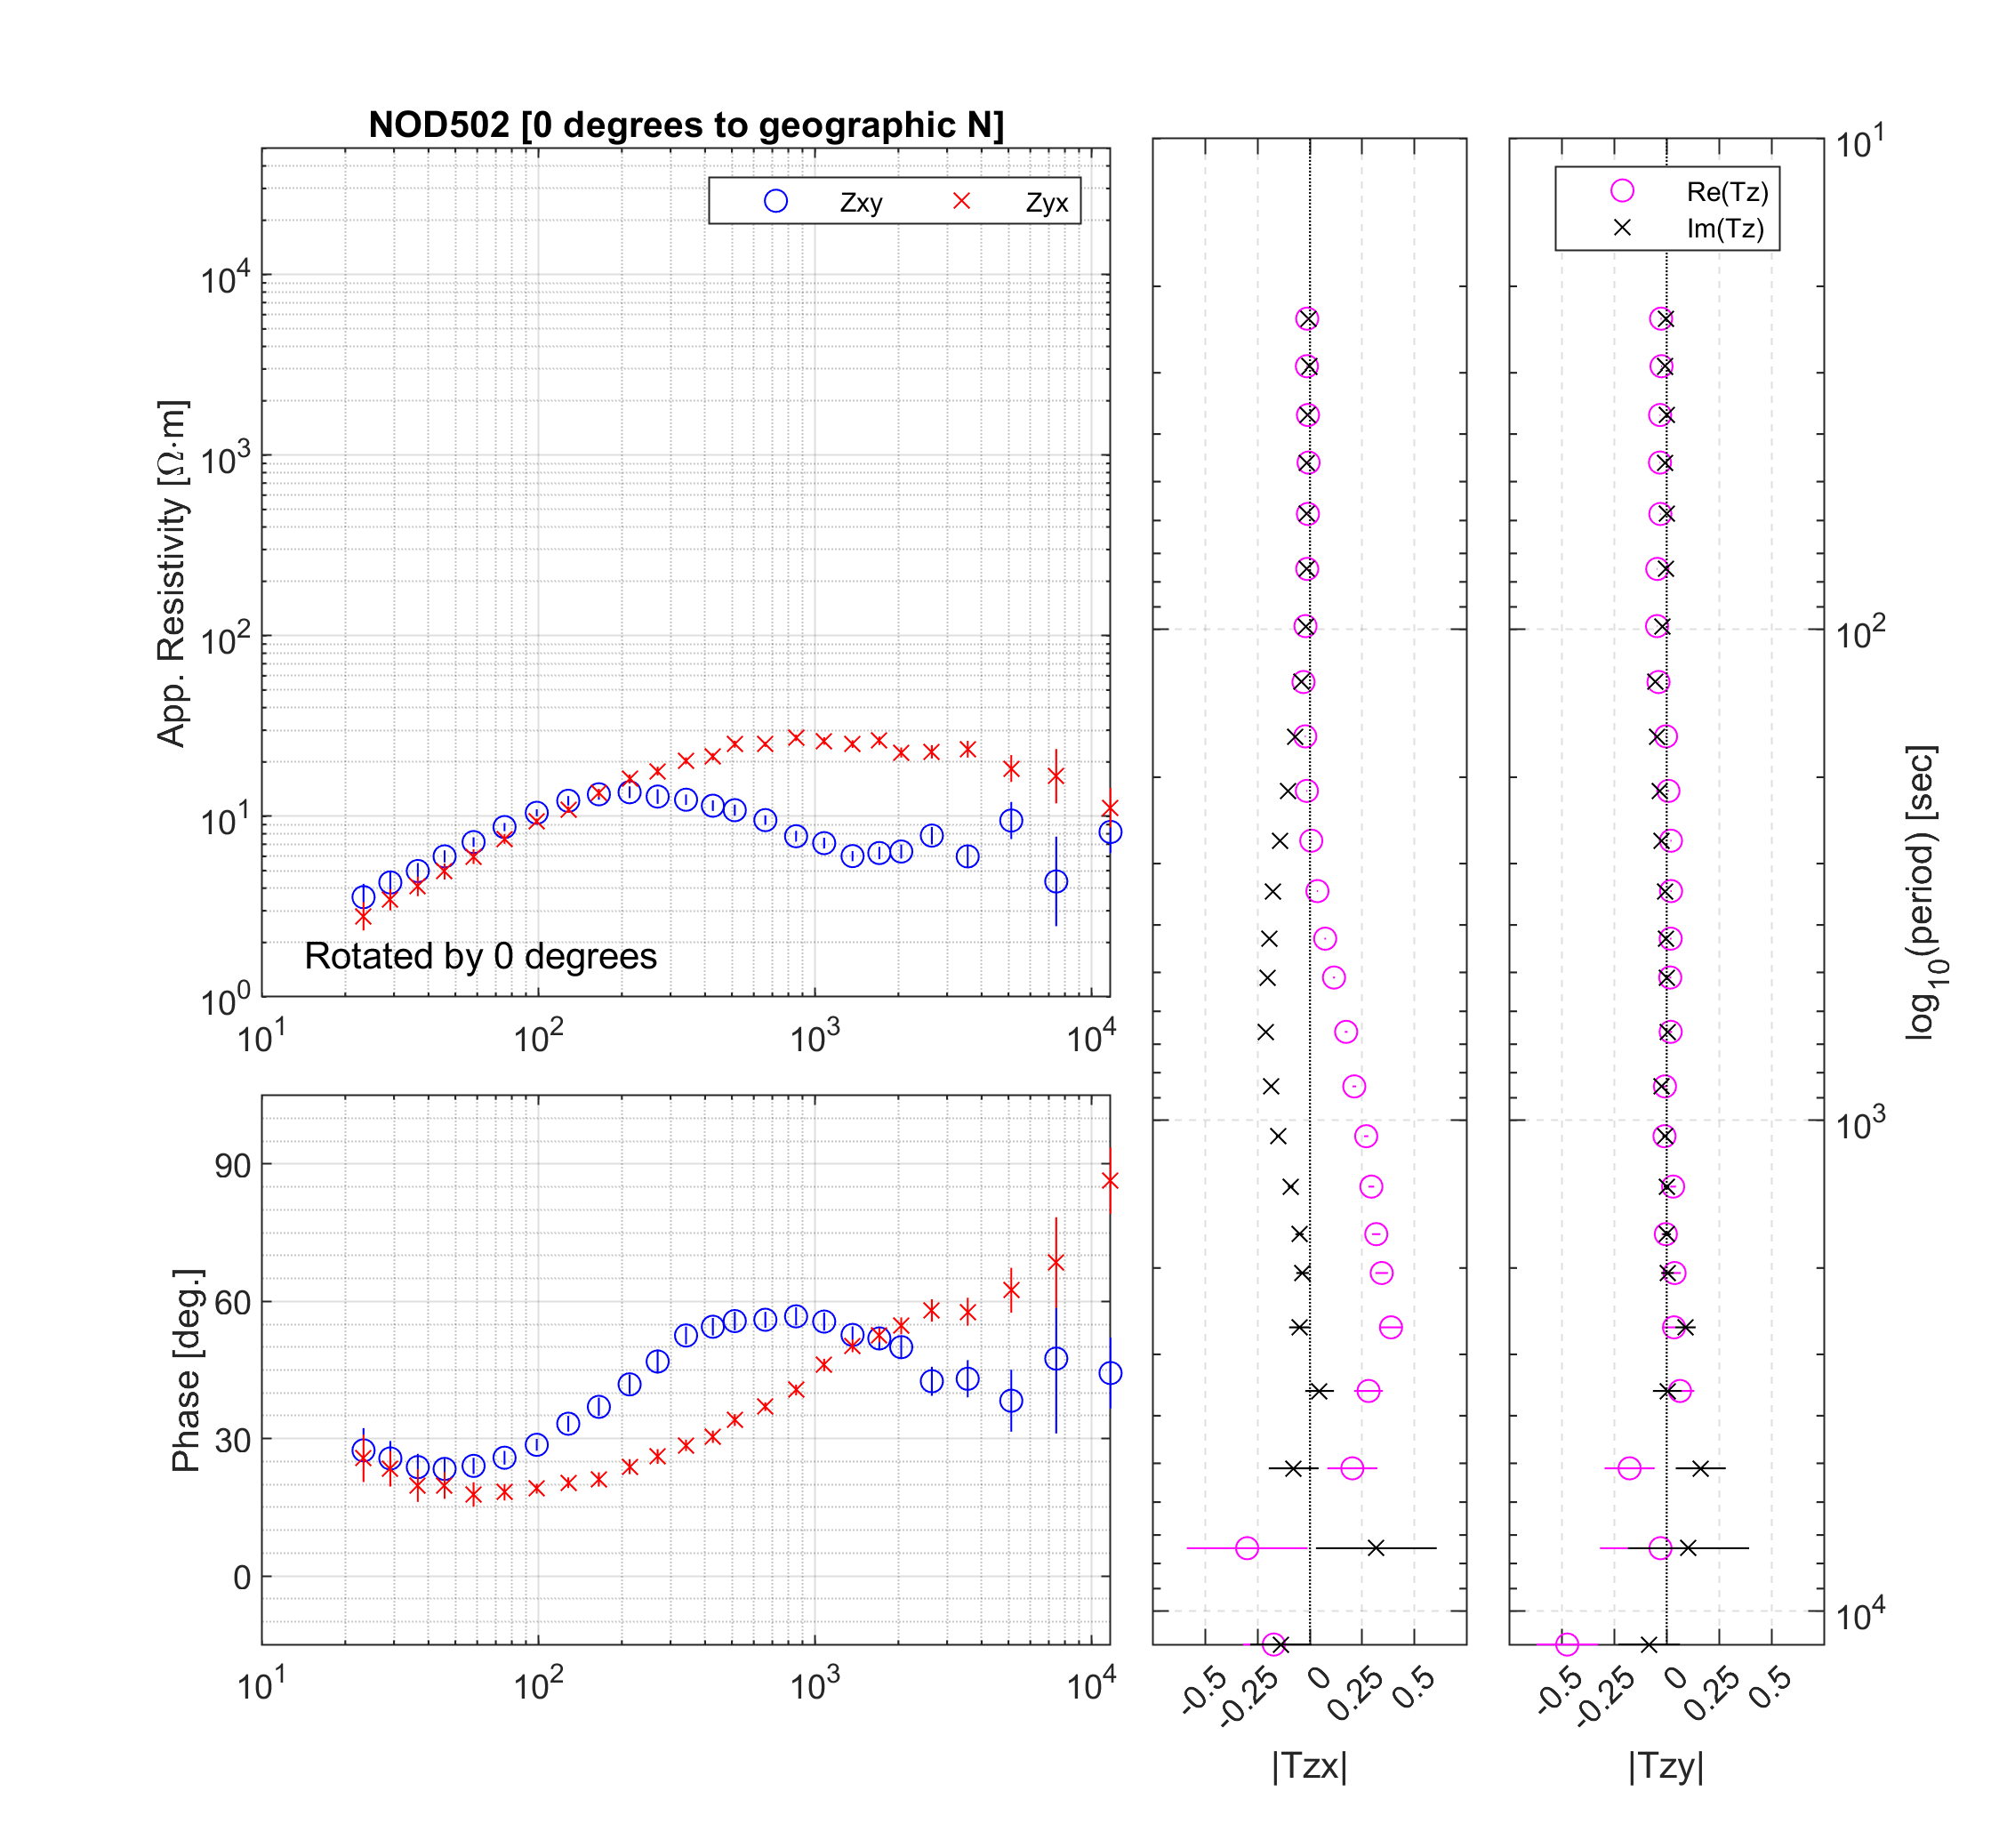 NOD502 [0 degrees to geographic N]
Zxy Zyx
App. Resistivity [Ω·m]
10^4
10^3
10^2
10^1
10^0
Rotated by 0 degrees
10^1 10^2 10^3 10^4
Phase [deg.]
90
60
30
0
10^1 10^2 10^3 10^4
-0.5 -0.25 0 0.25 0.5
|Tzx|
Re(Tz)
Im(Tz)
-0.5 -0.25 0 0.25 0.5
|Tzy|
10^1
10^2
10^3
10^4
log_10(period) [sec]